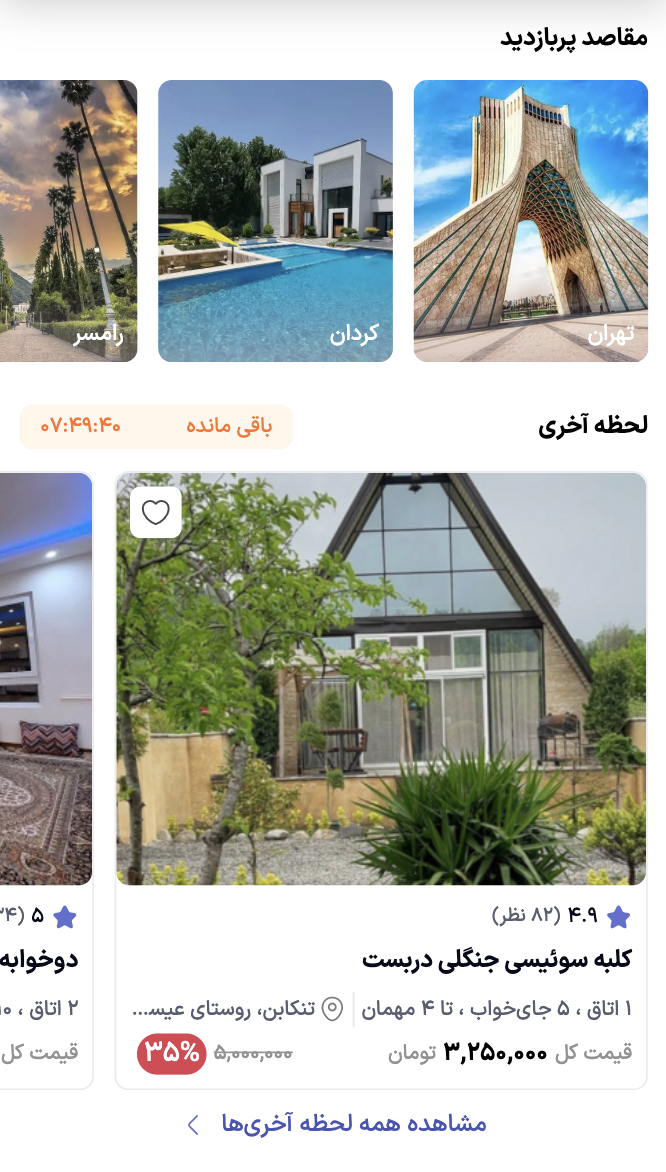 مقاصد پربازدید
تهران
کردان
رامسر
لحظه آخری
باقی مانده ۰۷:۴۹:۴۰
۴.۹ (۸۲ نظر)
کلبه سوئیسی جنگلی دربست
۱ اتاق ، ۵ جای‌خواب ، تا ۴ مهمان
تنکابن، روستای عیسـ...
قیمت کل ۳,۲۵۰,۰۰۰ تومان ۵,۰۰۰,۰۰۰ ۳۵%
۵
دوخوابه
۲ اتاق ،
قیمت کل
مشاهده همه لحظه آخری‌ها